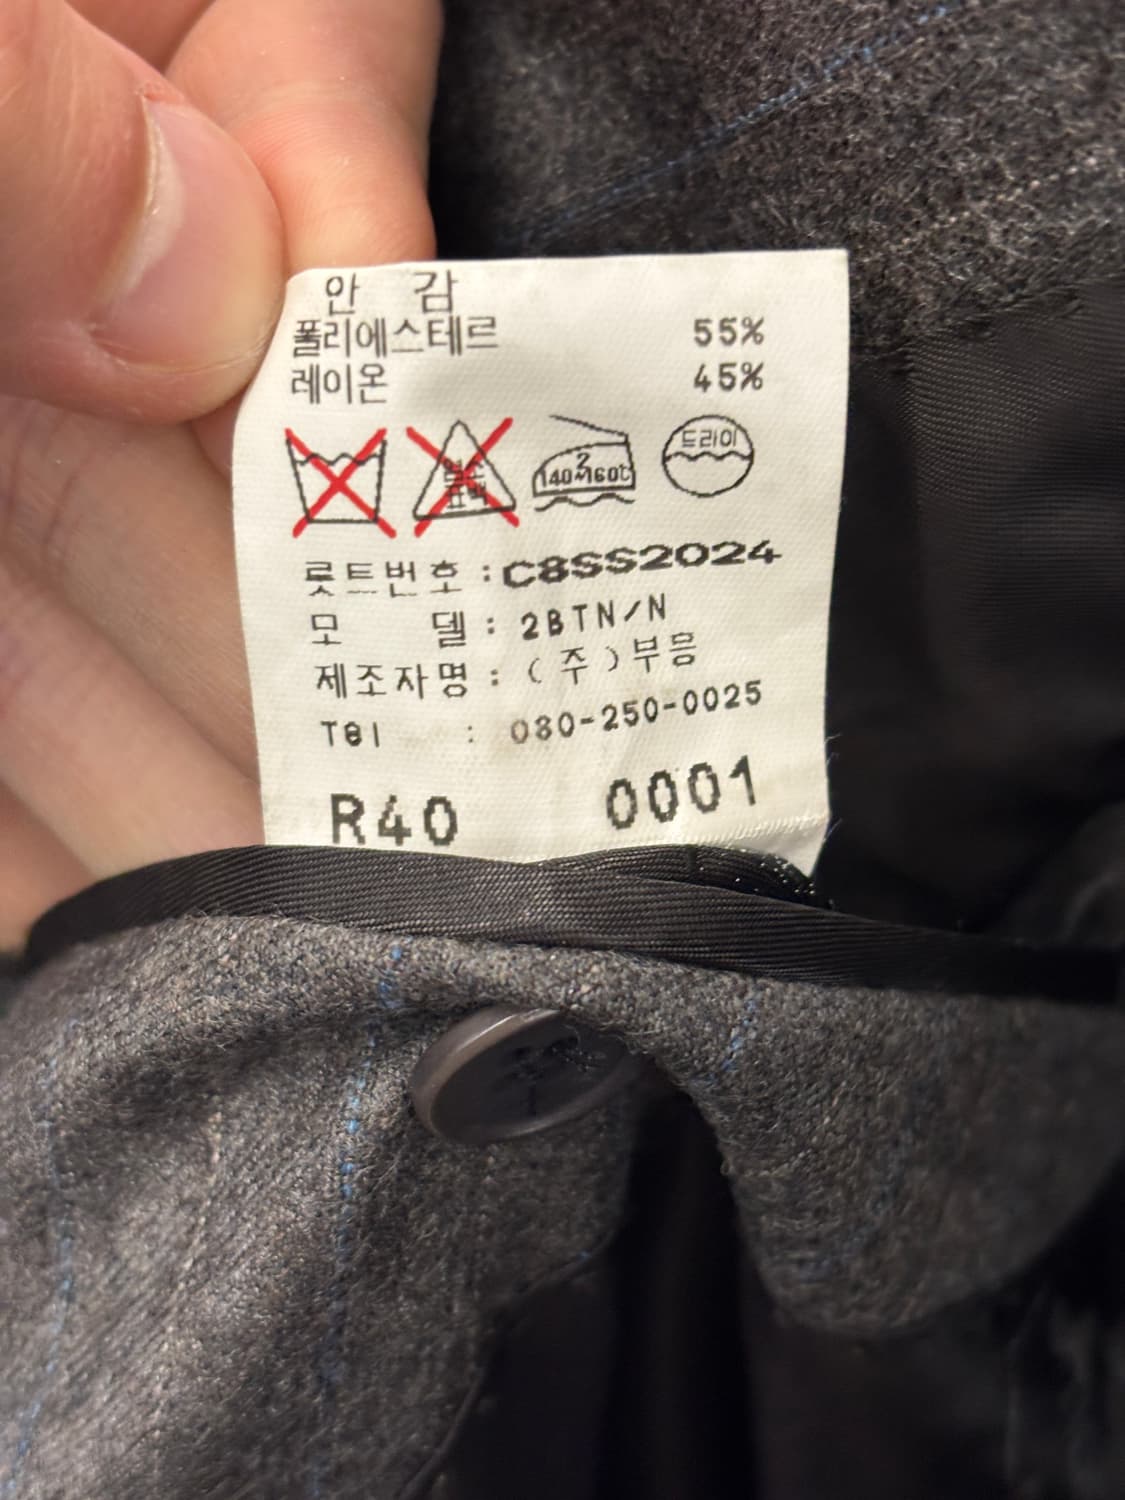 안 감
폴리에스테르 55%
레이온 45%
2
140~160℃
드라이
롯트번호 : C8SS2024
모 델 : 2BTN/N
제조자명 : (주)부흥
Tel : 080-250-0025
R40 0001